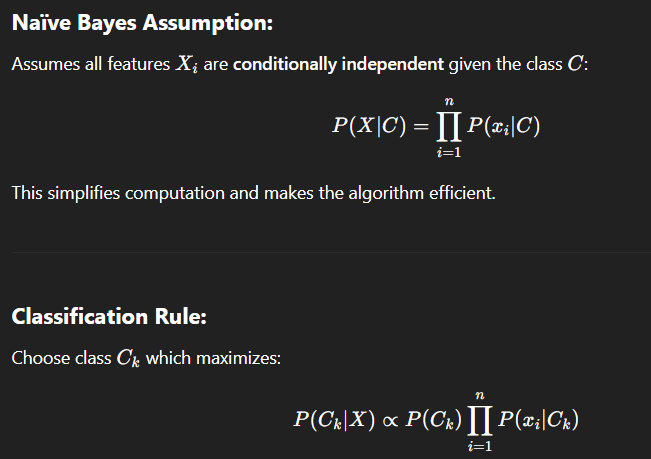 Naïve Bayes Assumption:
Assumes all features $X_i$ are conditionally independent given the class $C$:
$P(X|C) = \prod_{i=1}^{n} P(x_i|C)$
This simplifies computation and makes the algorithm efficient.
Classification Rule:
Choose class $C_k$ which maximizes:
$P(C_k|X) \propto P(C_k) \prod_{i=1}^{n} P(x_i|C_k)$